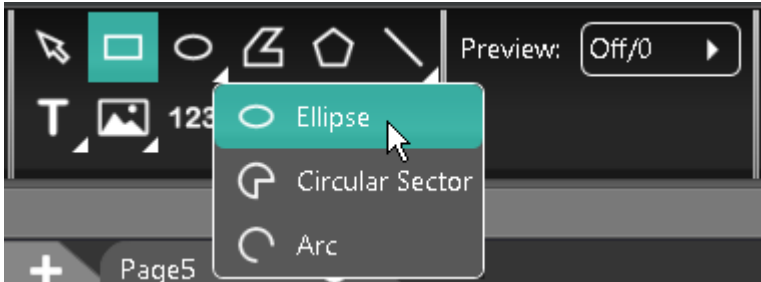 Preview: Off/0
T 123
Ellipse
Circular Sector
Arc
Page5